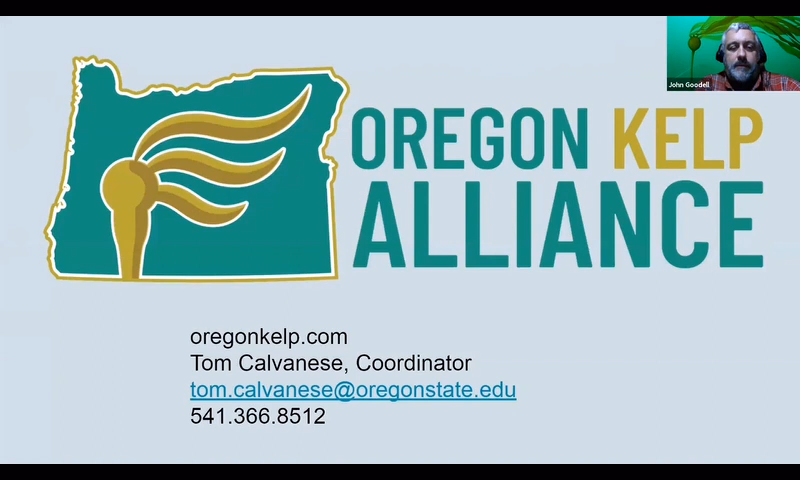 John Goodell
OREGON KELP
ALLIANCE
oregonkelp.com
Tom Calvanese, Coordinator
tom.calvanese@oregonstate.edu
541.366.8512